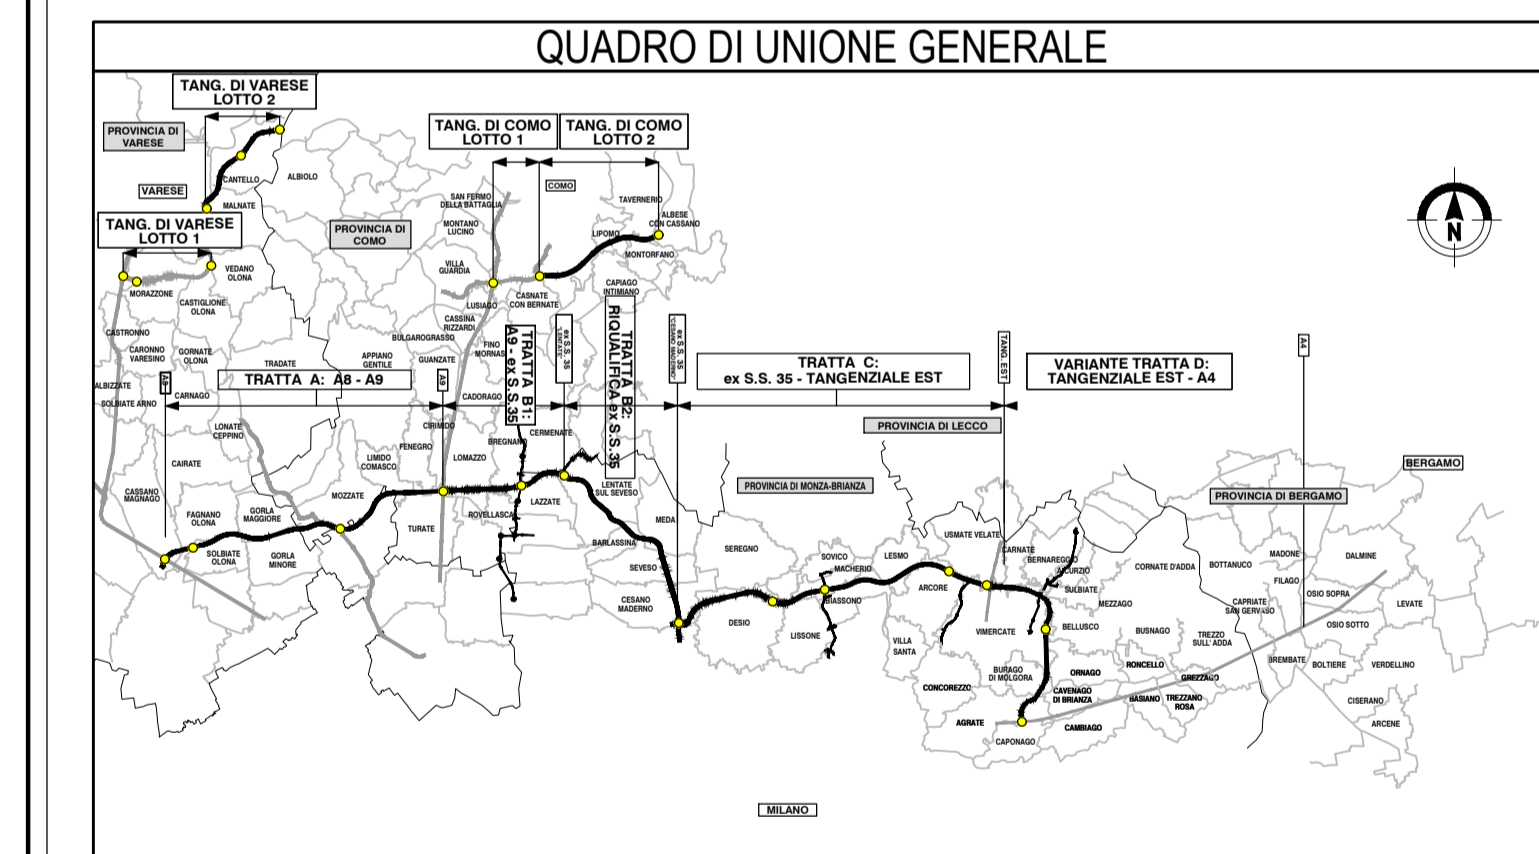 QUADRO DI UNIONE GENERALE
TANG. DI VARESE
LOTTO 2
PROVINCIA DI
VARESE
VARESE
CANTELLO
ALBIOLO
MALNATE
TANG. DI VARESE
LOTTO 1
VEDANO
OLONA
MORAZZONE
CASTIGLIONE
OLONA
PROVINCIA DI
COMO
TANG. DI COMO
LOTTO 1
TANG. DI COMO
LOTTO 2
COMO
SAN FERMO
DELLA BATTAGLIA
MONTANO
LUCINO
VILLA
GUARDIA
TAVERNERIO
ALBESE
CON CASSANO
LIPOMO
MONTORFANO
CAPIAGO
INTIMIANO
LUSIAGO
CASNATE
CON BERNATE
CASSINA
RIZZARDI
BULGAROGRASSO
FINO
MORNAS
GUANZATE
CASTRONNO
CARONNO
VARESINO
GORNATE
OLONA
TRADATE
APPIANO
GENTILE
ALBIZZATE
SOLBIATE ARNO
CARNAGO
A8
TRATTA A: A8 - A9
A9
CADORAGO
TRATTA B1:
A9 - ex S.S.35
ex S.S. 35
"LENTATE"
TRATTA B2:
RIQUALIFICA ex S.S.35
ex S.S. 35
"CESANO MADERNO"
TRATTA C:
ex S.S. 35 - TANGENZIALE EST
TANG. EST
VARIANTE TRATTA D:
TANGENZIALE EST - A4
A4
PROVINCIA DI LECCO
PROVINCIA DI MONZA-BRIANZA
PROVINCIA DI BERGAMO
BERGAMO
LONATE
CEPPINO
CIRIMIDO
FENEGRO
BREGNANO
CERMENATE
LIMIDO
COMASCO
LOMAZZO
CAIRATE
CASSANO
MAGNAGO
MOZZATE
FAGNANO
OLONA
GORLA
MAGGIORE
TURATE
ROVELLASCA
LAZZATE
LENTATE
SUL SEVESO
MEDA
SOLBIATE
OLONA
GORLA
MINORE
BARLASSINA
SEVESO
CESANO
MADERNO
SEREGNO
SOVICO
MACHERIO
LESMO
USMATE VELATE
CARNATE
BERNAREGGIO
AICURZIO
SULBIATE
MEZZAGO
CORNATE D'ADDA
BOTTANUCO
MADONE
DALMINE
FILAGO
OSIO SOPRA
CAPRIATE
SAN GERVASO
LEVATE
OSIO SOTTO
DESIO
BIASSONO
LISSONE
ARCORE
VILLA
SANTA
VIMERCATE
BELLUSCO
BUSNAGO
TREZZO
SULL' ADDA
BURAGO
DI MOLGORA
ORNAGO
RONCELLO
GREZZAGO
BREMBATE
BOLTIERE
VERDELLINO
CONCOREZZO
CAVENAGO
DI BRIANZA
BASIANO
TREZZANO
ROSA
CISERANO
ARCENE
AGRATE
CAMBIAGO
CAPONAGO
MILANO
N